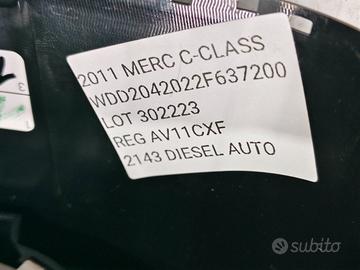 2011 MERC C-CLASS
WDD2042022F637200
LOT 302223
REG AV11CXF
2143 DIESEL AUTO
subito